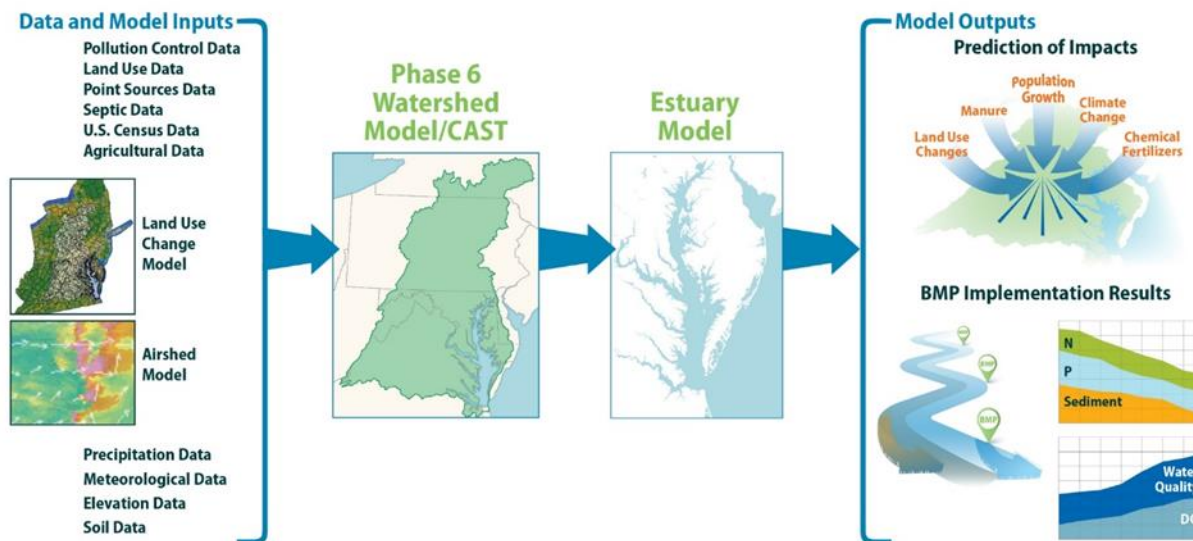 Data and Model Inputs
Pollution Control Data
Land Use Data
Point Sources Data
Septic Data
U.S. Census Data
Agricultural Data
Land Use
Change
Model
Airshed
Model
Precipitation Data
Meteorological Data
Elevation Data
Soil Data
Phase 6
Watershed
Model/CAST
Estuary
Model
Model Outputs
Prediction of Impacts
Population
Growth
Manure
Climate
Change
Land Use
Changes
Chemical
Fertilizers
BMP Implementation Results
BMP
BMP
N
P
Sediment
Water
Quality